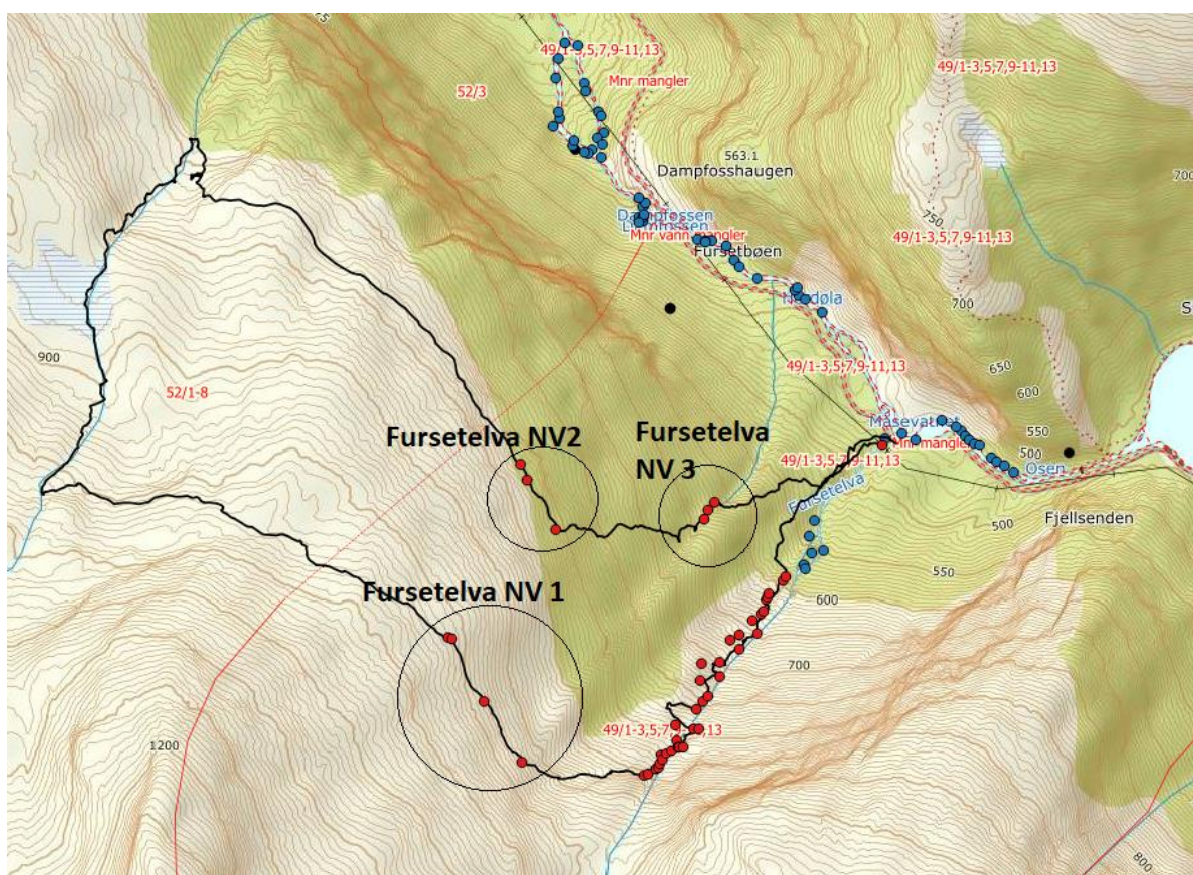 49/1-3,5,7,9-11,13
49/1-3,5,7,9-11,13
Mnr mangler
52/3
563.1
Dampfosshaugen
700
750
Dampfossen
Mnr vann mangler
49/1-3,5,7,9-11,13
Fursetbøen
700
S
900
49/1-3,5,7,9-11,13
650
52/1-8
600
Måsevatnet
550
Fursetelva NV2
Fursetelva
NV 3
Mnr mangler
500
49/1-3,5,7,9-11,13
Osen
Fursetelva
500
Fjellsenden
550
Fursetelva NV 1
600
700
1200
800